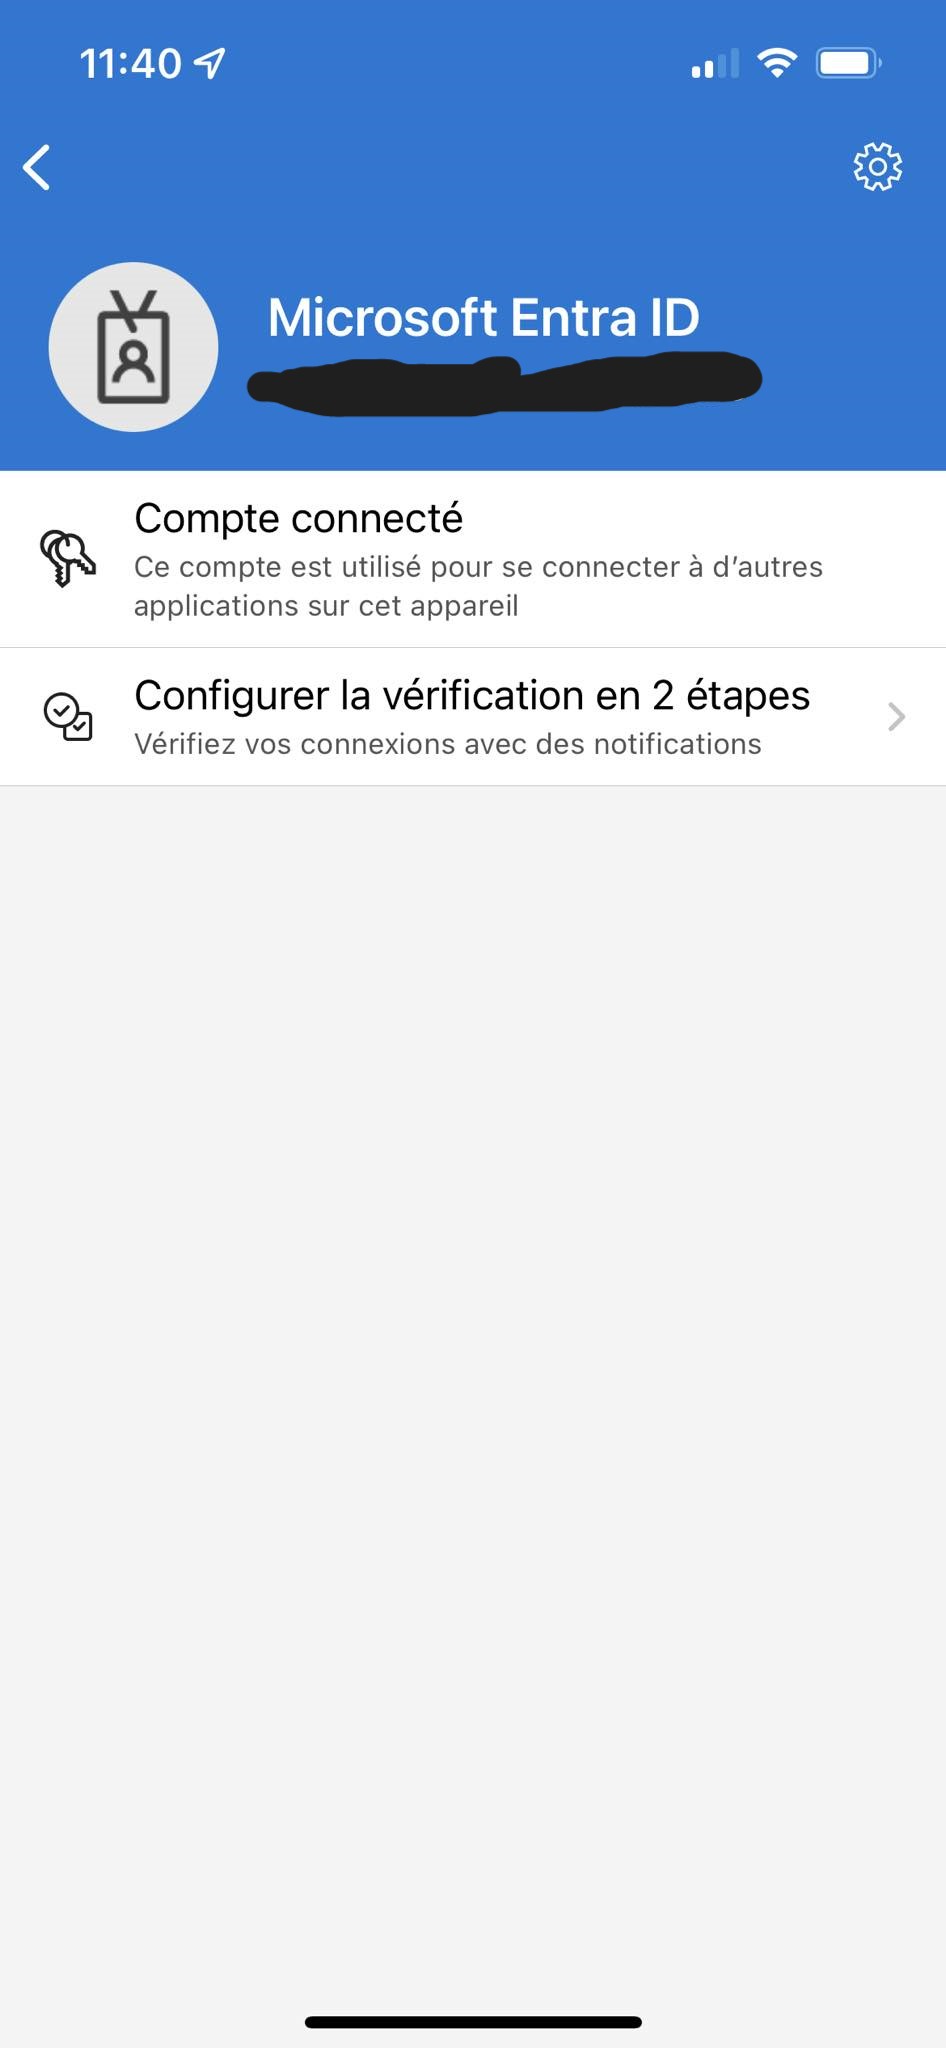 11:40
Microsoft Entra ID
Compte connecté
Ce compte est utilisé pour se connecter à d’autres
applications sur cet appareil
Configurer la vérification en 2 étapes
Vérifiez vos connexions avec des notifications